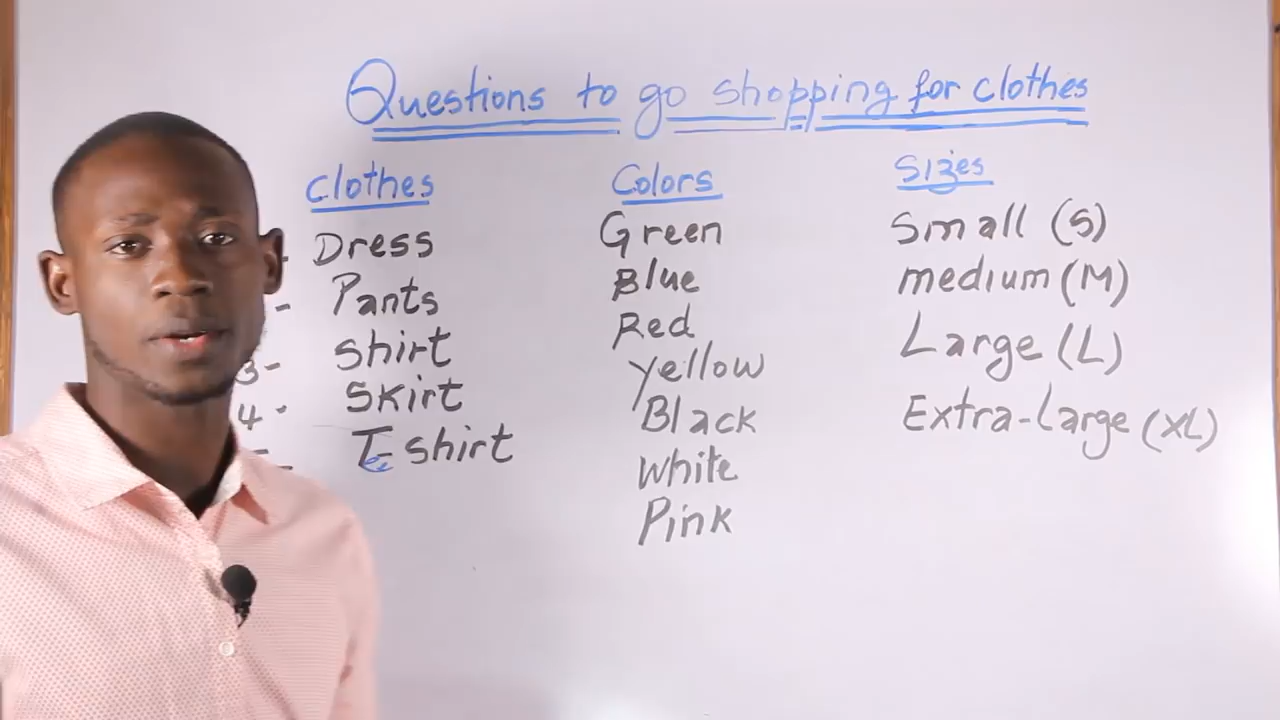 Questions to go shopping for clothes
Clothes
- Dress
- Pants
3- Shirt
4- Skirt
- T-shirt
Colors
Green
Blue
Red
Yellow
Black
White
Pink
Sizes
Small (S)
medium (M)
Large (L)
Extra-large (XL)